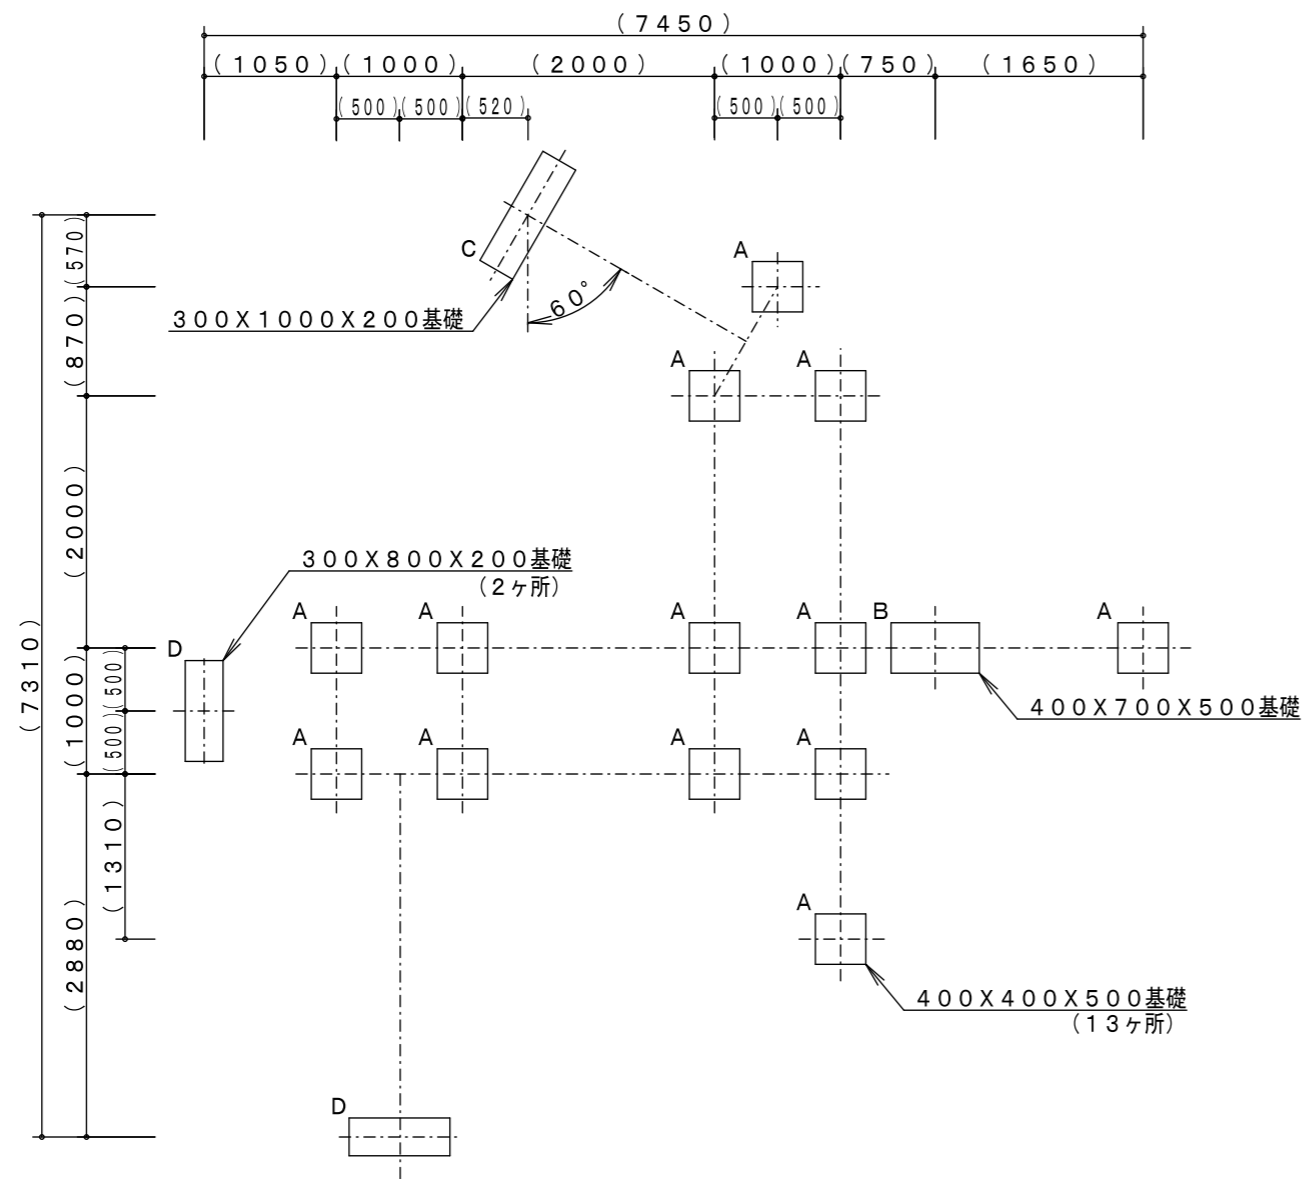 (7450)
(1050) (1000) (2000) (1000) (750) (1650)
(500) (500) (520) (500) (500)
(7310)
(570)
(870)
(2000)
(1000)
(2880)
(500)
(500)
(1310)
C
300X1000X200基礎
60°
A
A A
300X800X200基礎
(2ヶ所)
D
A A A A B A
400X700X500基礎
A A A A
A
400X400X500基礎
(13ヶ所)
D